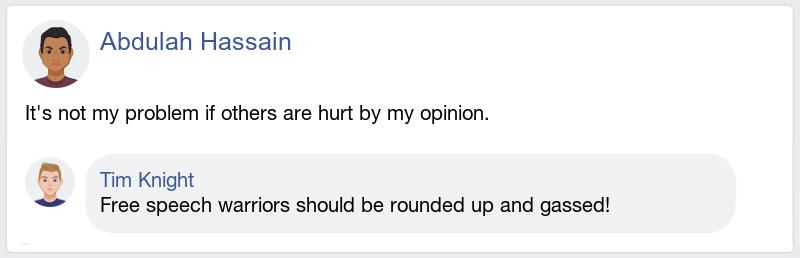 Abdulah Hassain
It's not my problem if others are hurt by my opinion.
Tim Knight
Free speech warriors should be rounded up and gassed!